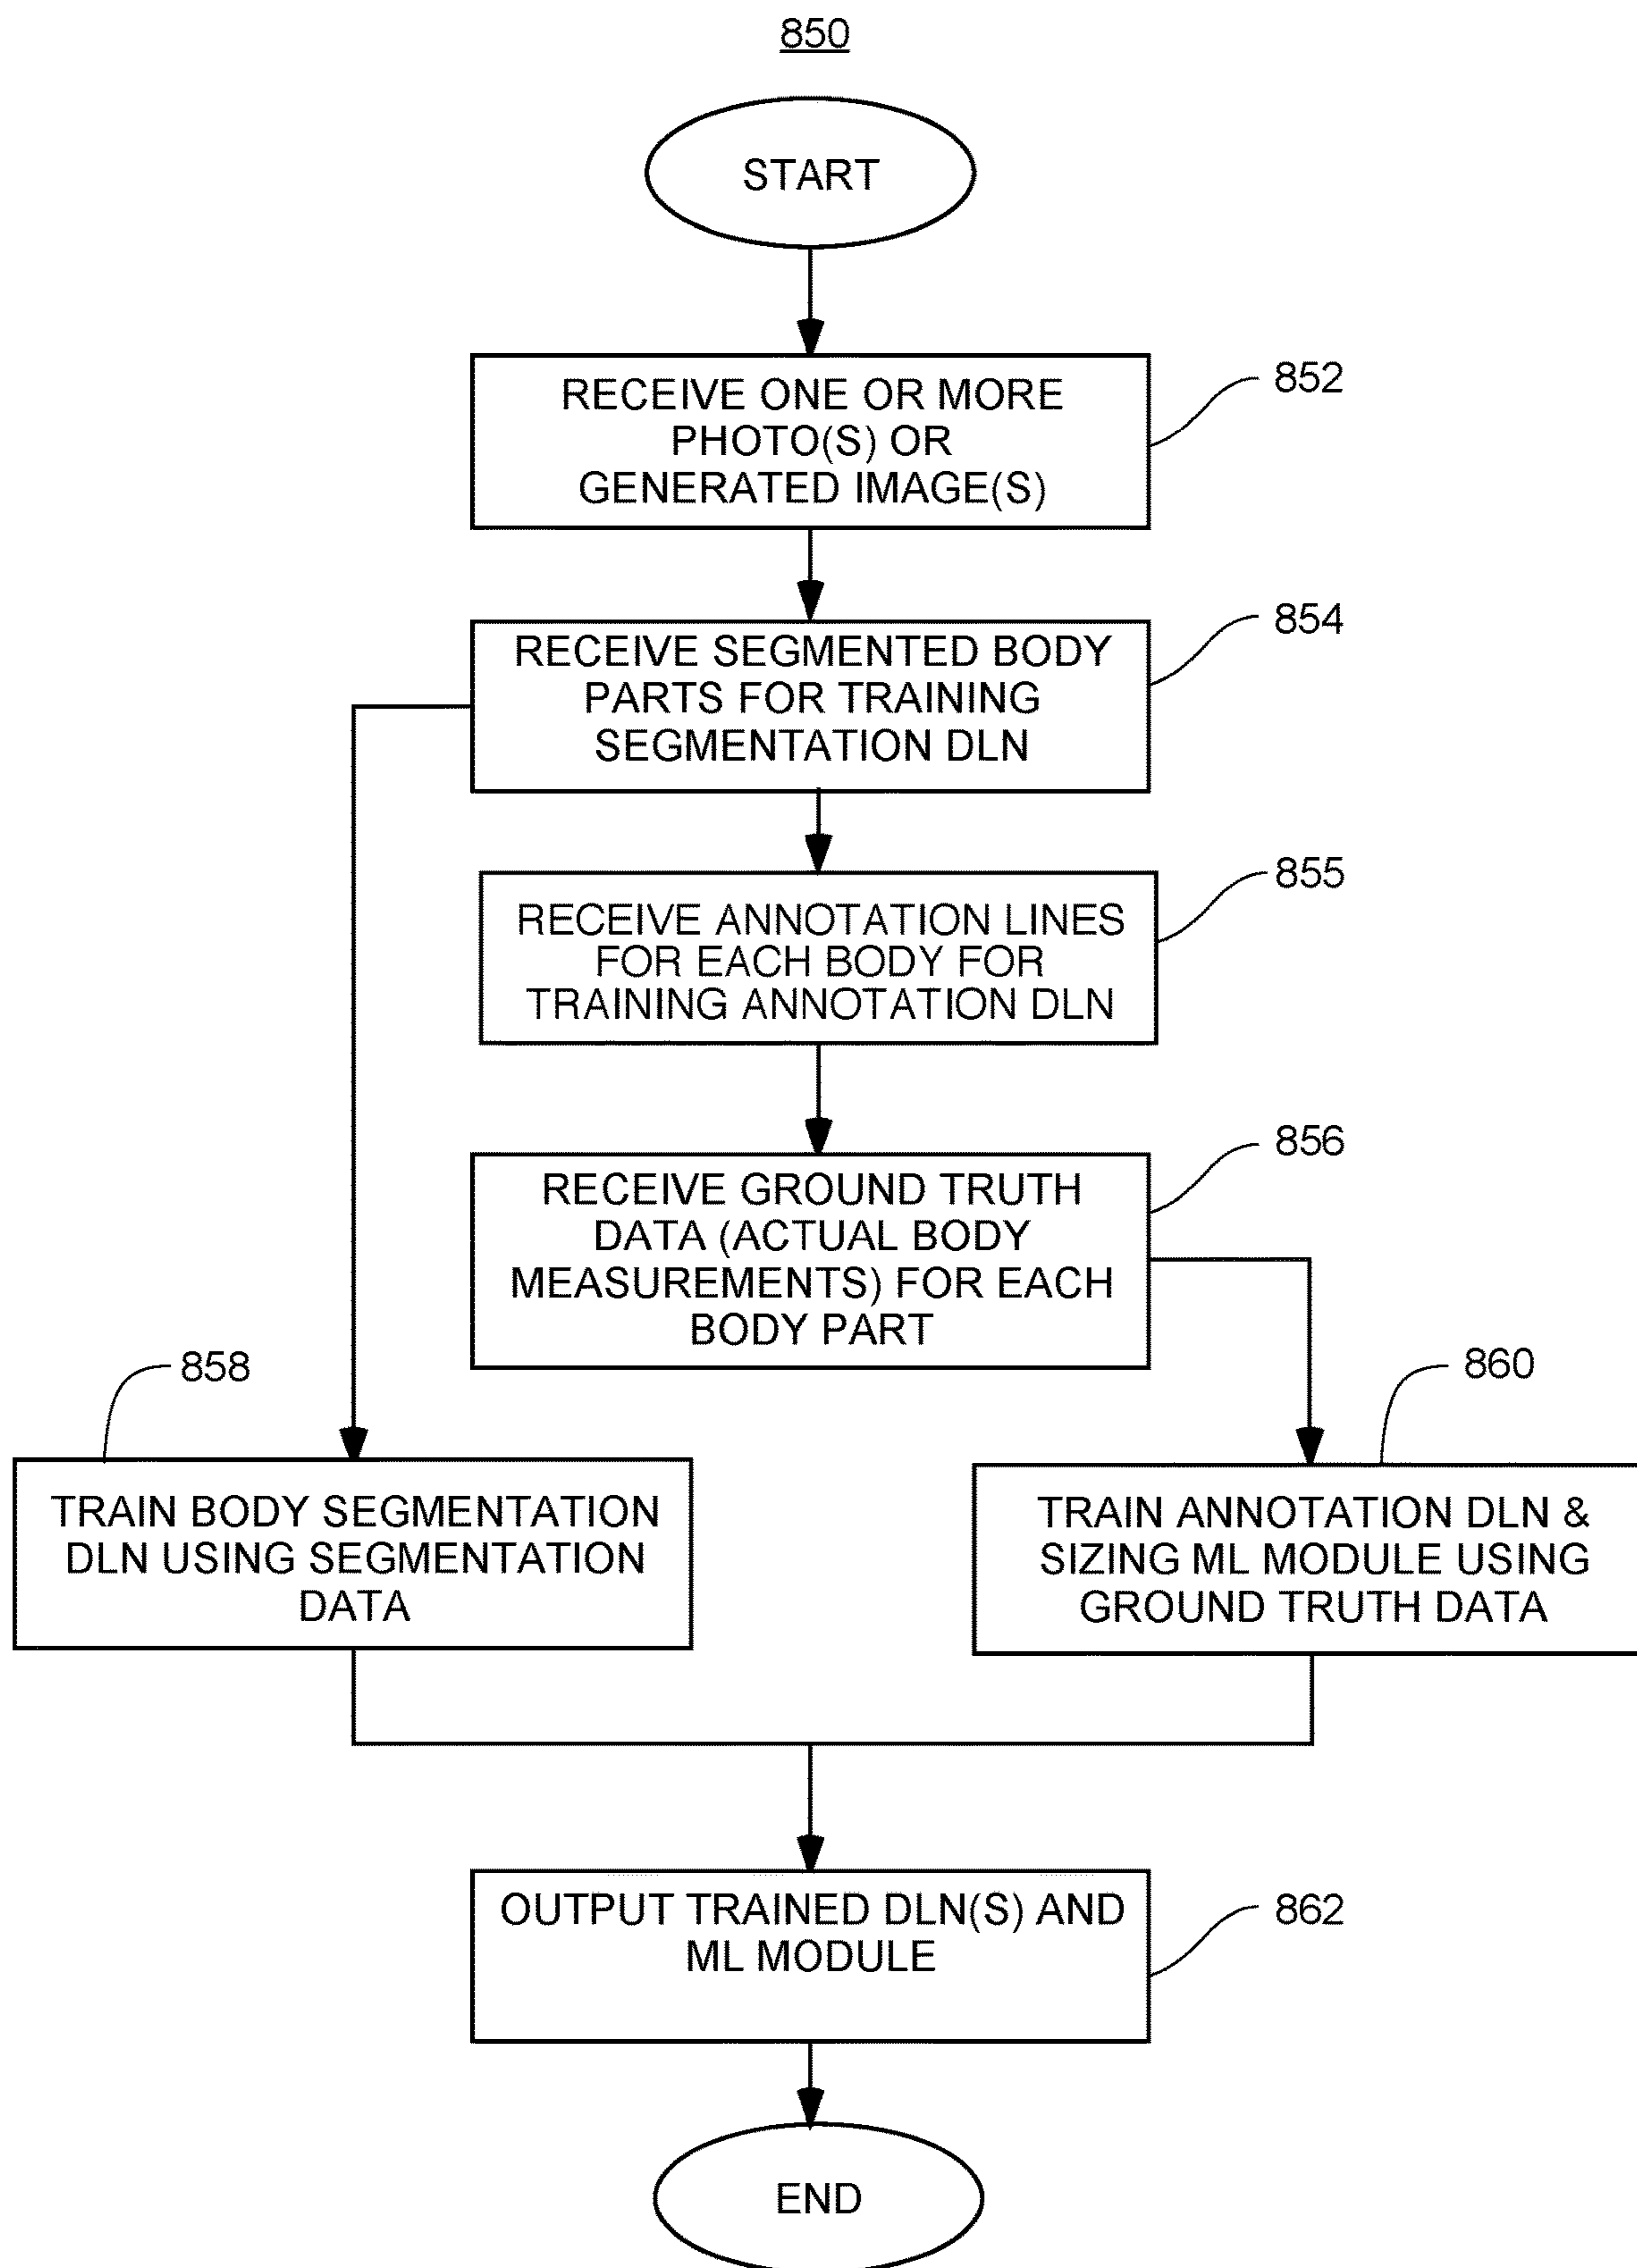 850
START
RECEIVE ONE OR MORE
PHOTO(S) OR
GENERATED IMAGE(S)
852
RECEIVE SEGMENTED BODY
PARTS FOR TRAINING
SEGMENTATION DLN
854
RECEIVE ANNOTATION LINES
FOR EACH BODY FOR
TRAINING ANNOTATION DLN
855
RECEIVE GROUND TRUTH
DATA (ACTUAL BODY
MEASUREMENTS) FOR EACH
BODY PART
856
858
TRAIN BODY SEGMENTATION
DLN USING SEGMENTATION
DATA
860
TRAIN ANNOTATION DLN &
SIZING ML MODULE USING
GROUND TRUTH DATA
OUTPUT TRAINED DLN(S) AND
ML MODULE
862
END